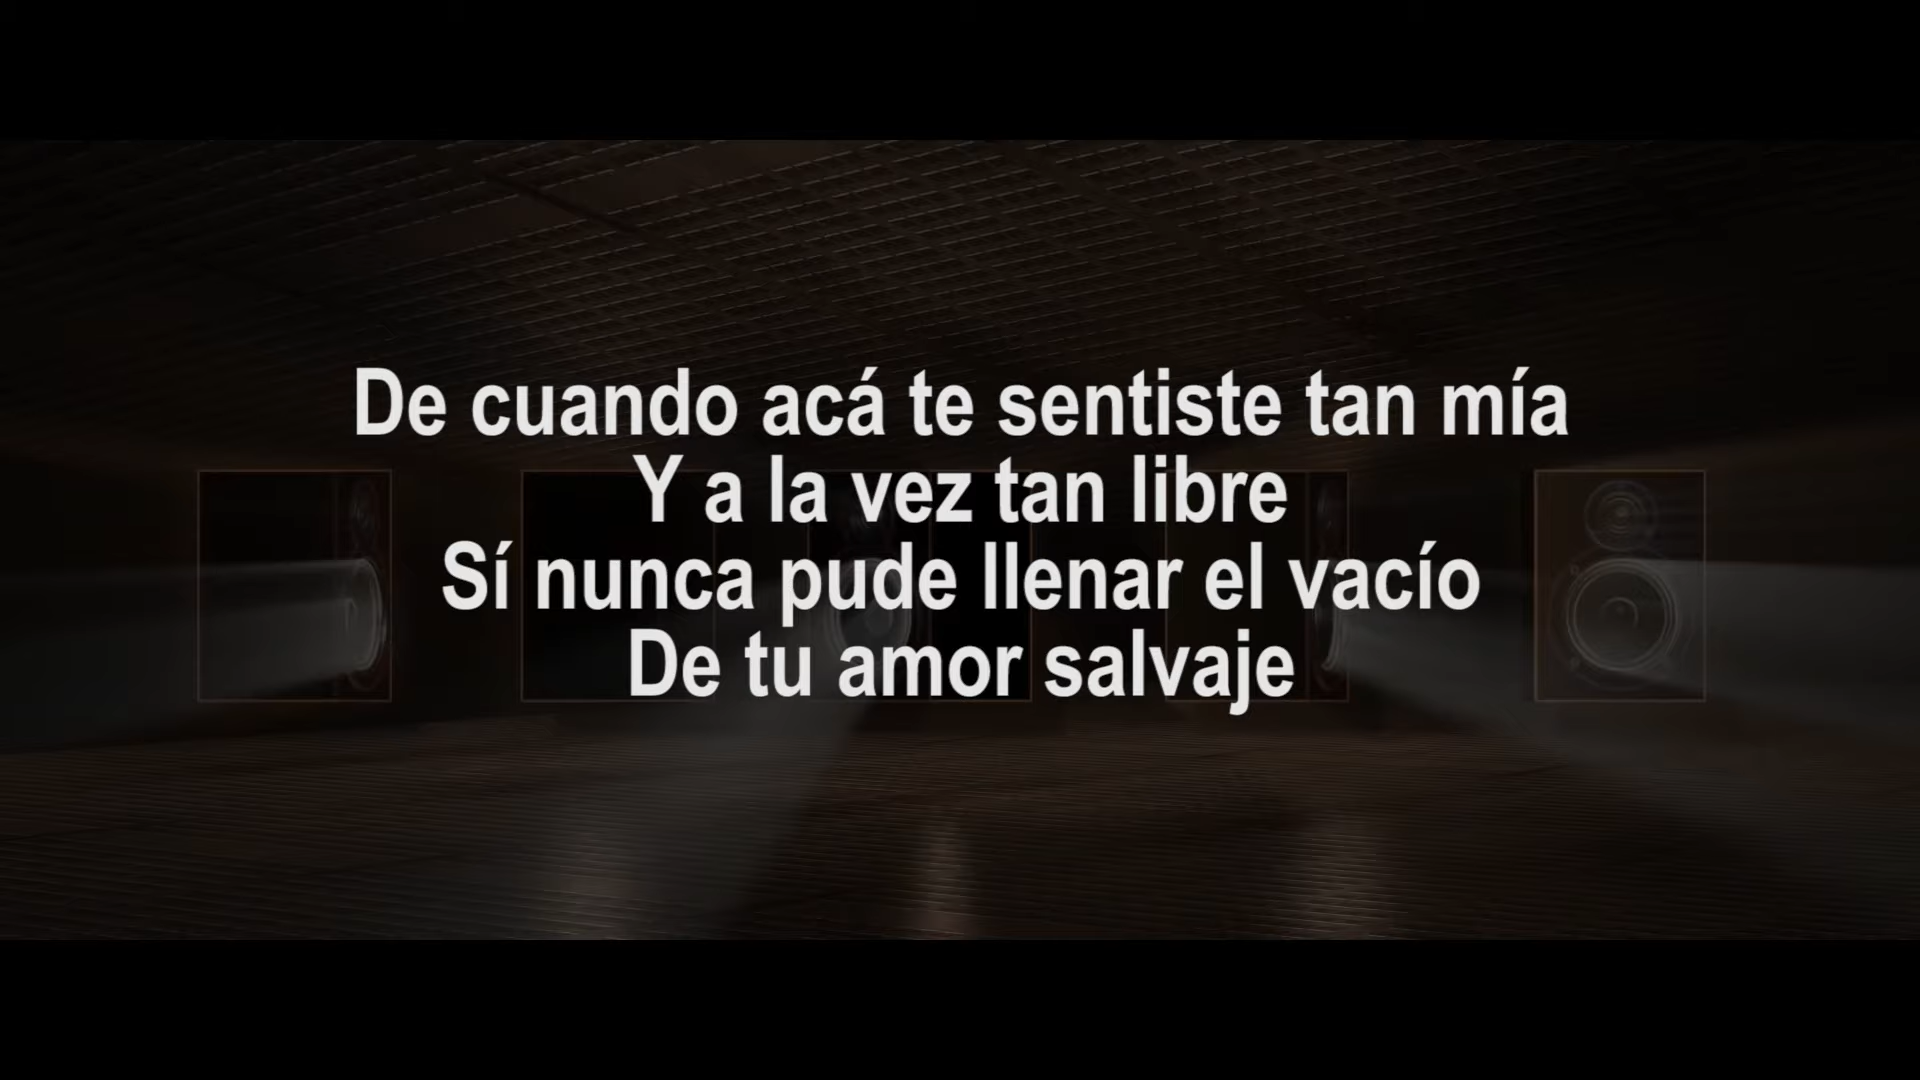 De cuando acá te sentiste tan mía
Y a la vez tan libre
Sí nunca pude llenar el vacío
De tu amor salvaje